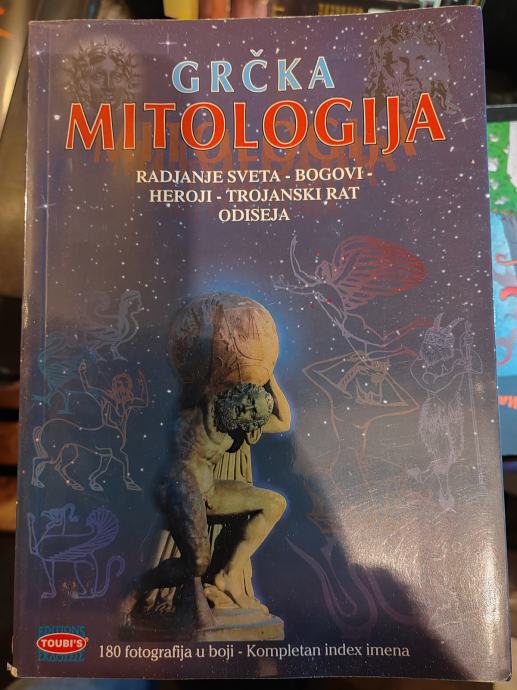 GRČKA
MITOLOGIJA
RADJANJE SVETA - BOGOVI -
HEROJI - TROJANSKI RAT
ODISEJA
EDITIONS
TOUBI'S
180 fotografija u boji - Kompletan index imena